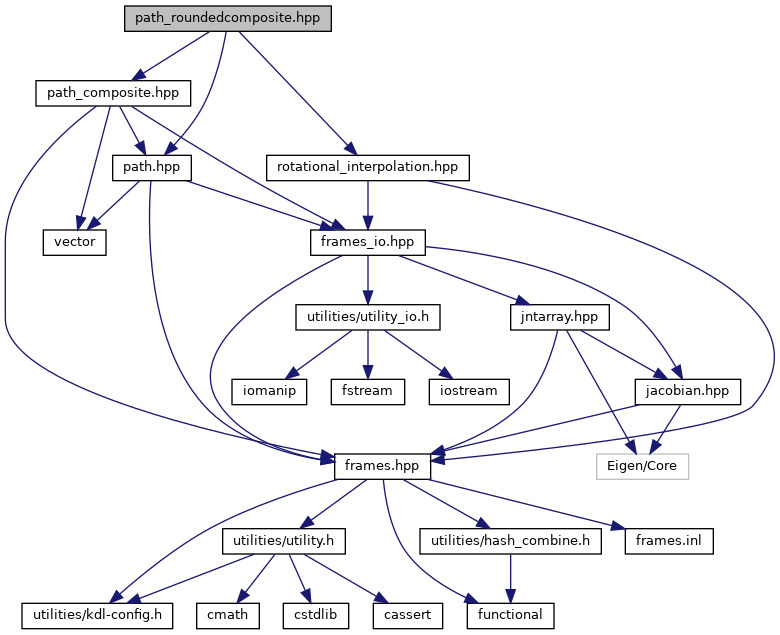 path_roundedcomposite.hpp
path_composite.hpp
path.hpp
rotational_interpolation.hpp
vector
frames_io.hpp
utilities/utility_io.h
jntarray.hpp
iomanip
fstream
iostream
jacobian.hpp
frames.hpp
Eigen/Core
utilities/utility.h
utilities/hash_combine.h
frames.inl
utilities/kdl-config.h
cmath
cstdlib
cassert
functional